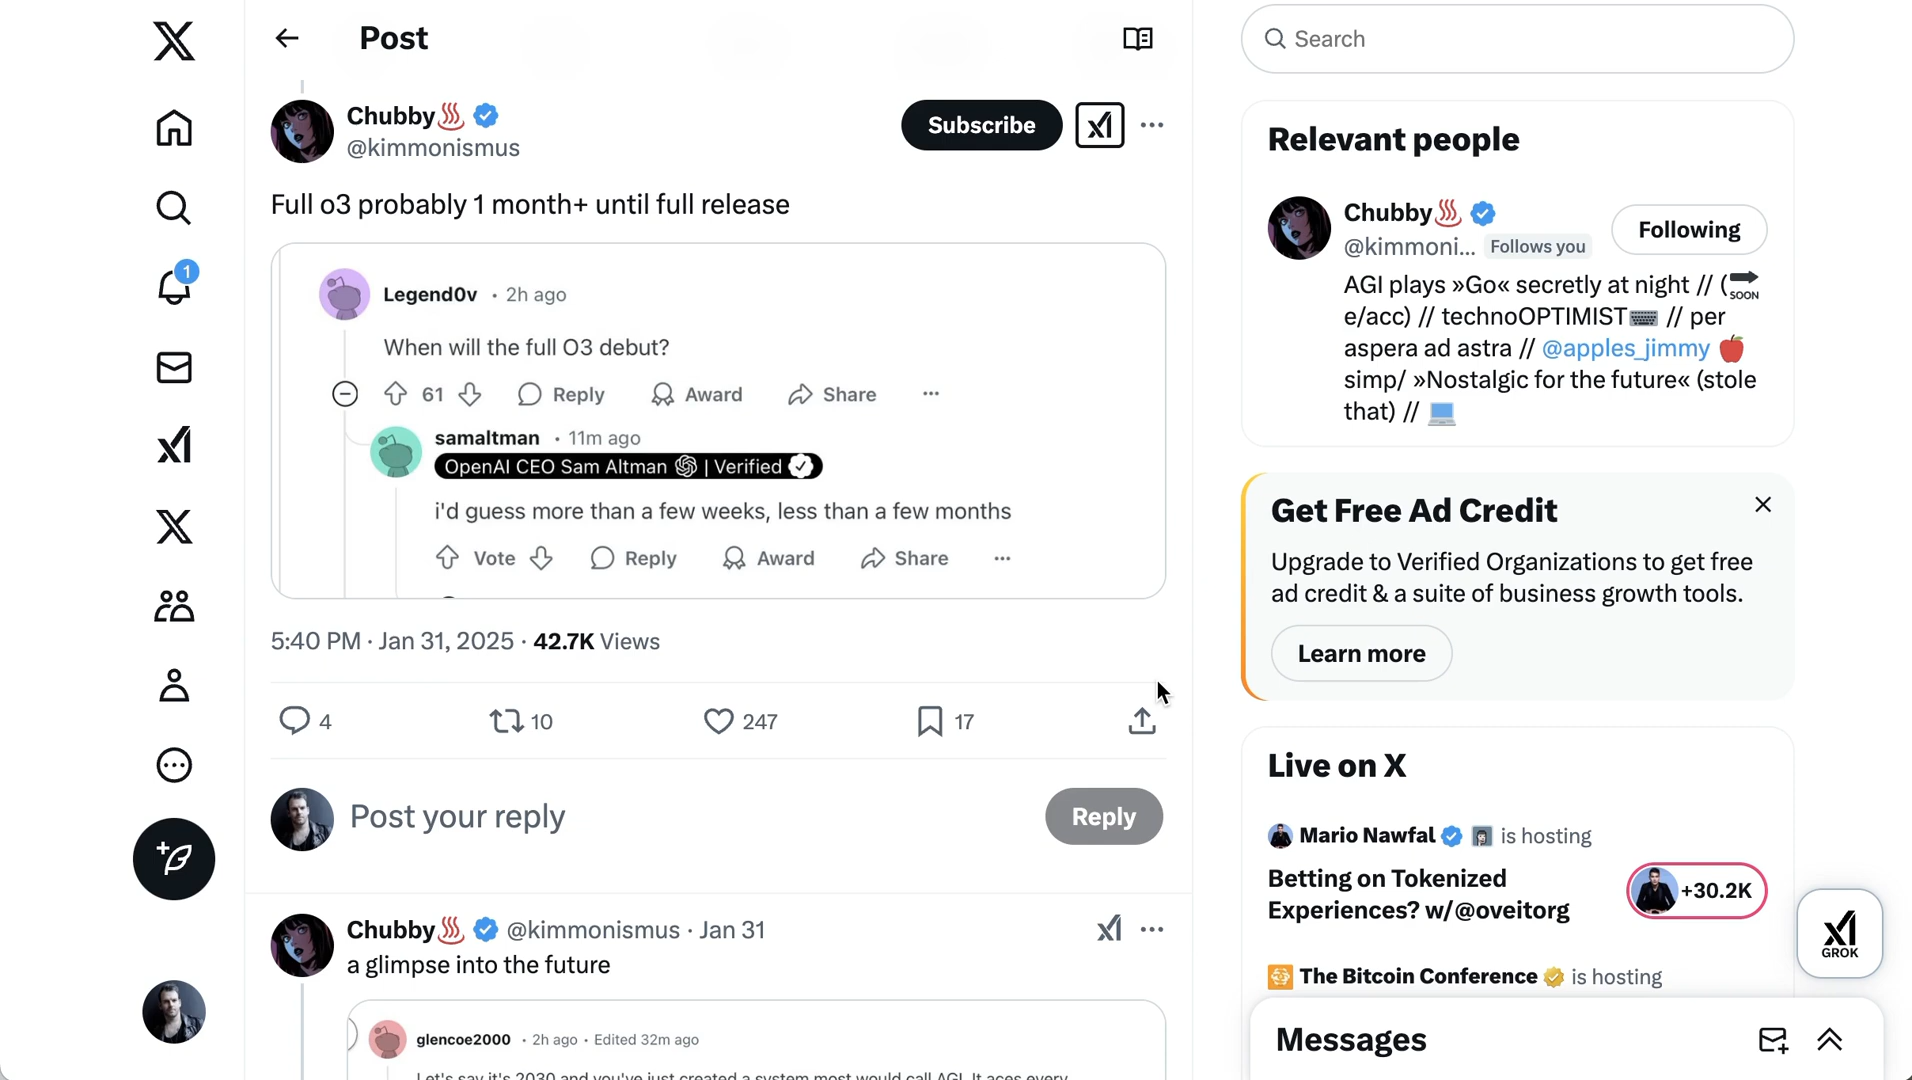 Post
Search
Chubby♨️
@kimmonismus
Subscribe
Full o3 probably 1 month+ until full release
Legend0v • 2h ago
When will the full O3 debut?
61 Reply Award Share
samaltman • 11m ago
OpenAI CEO Sam Altman | Verified
i'd guess more than a few weeks, less than a few months
Vote Reply Award Share
5:40 PM · Jan 31, 2025 · 42.7K Views
4 10 247 17
Post your reply
Reply
Chubby♨️ @kimmonismus · Jan 31
a glimpse into the future
glencoe2000 • 2h ago • Edited 32m ago
Let's say it's 2030 and you've just created a system most would call AGI. It aces every
1
Relevant people
Chubby♨️
@kimmoni... Follows you
Following
AGI plays »Go« secretly at night // (🔜
e/acc) // technoOPTIMIST⌨️ // per
aspera ad astra // @apples_jimmy 🍎
simp/ »Nostalgic for the future« (stole
that) // 💻
Get Free Ad Credit
Upgrade to Verified Organizations to get free
ad credit & a suite of business growth tools.
Learn more
Live on X
Mario Nawfal is hosting
Betting on Tokenized
Experiences? w/@oveitorg
+30.2K
The Bitcoin Conference is hosting
GROK
Messages